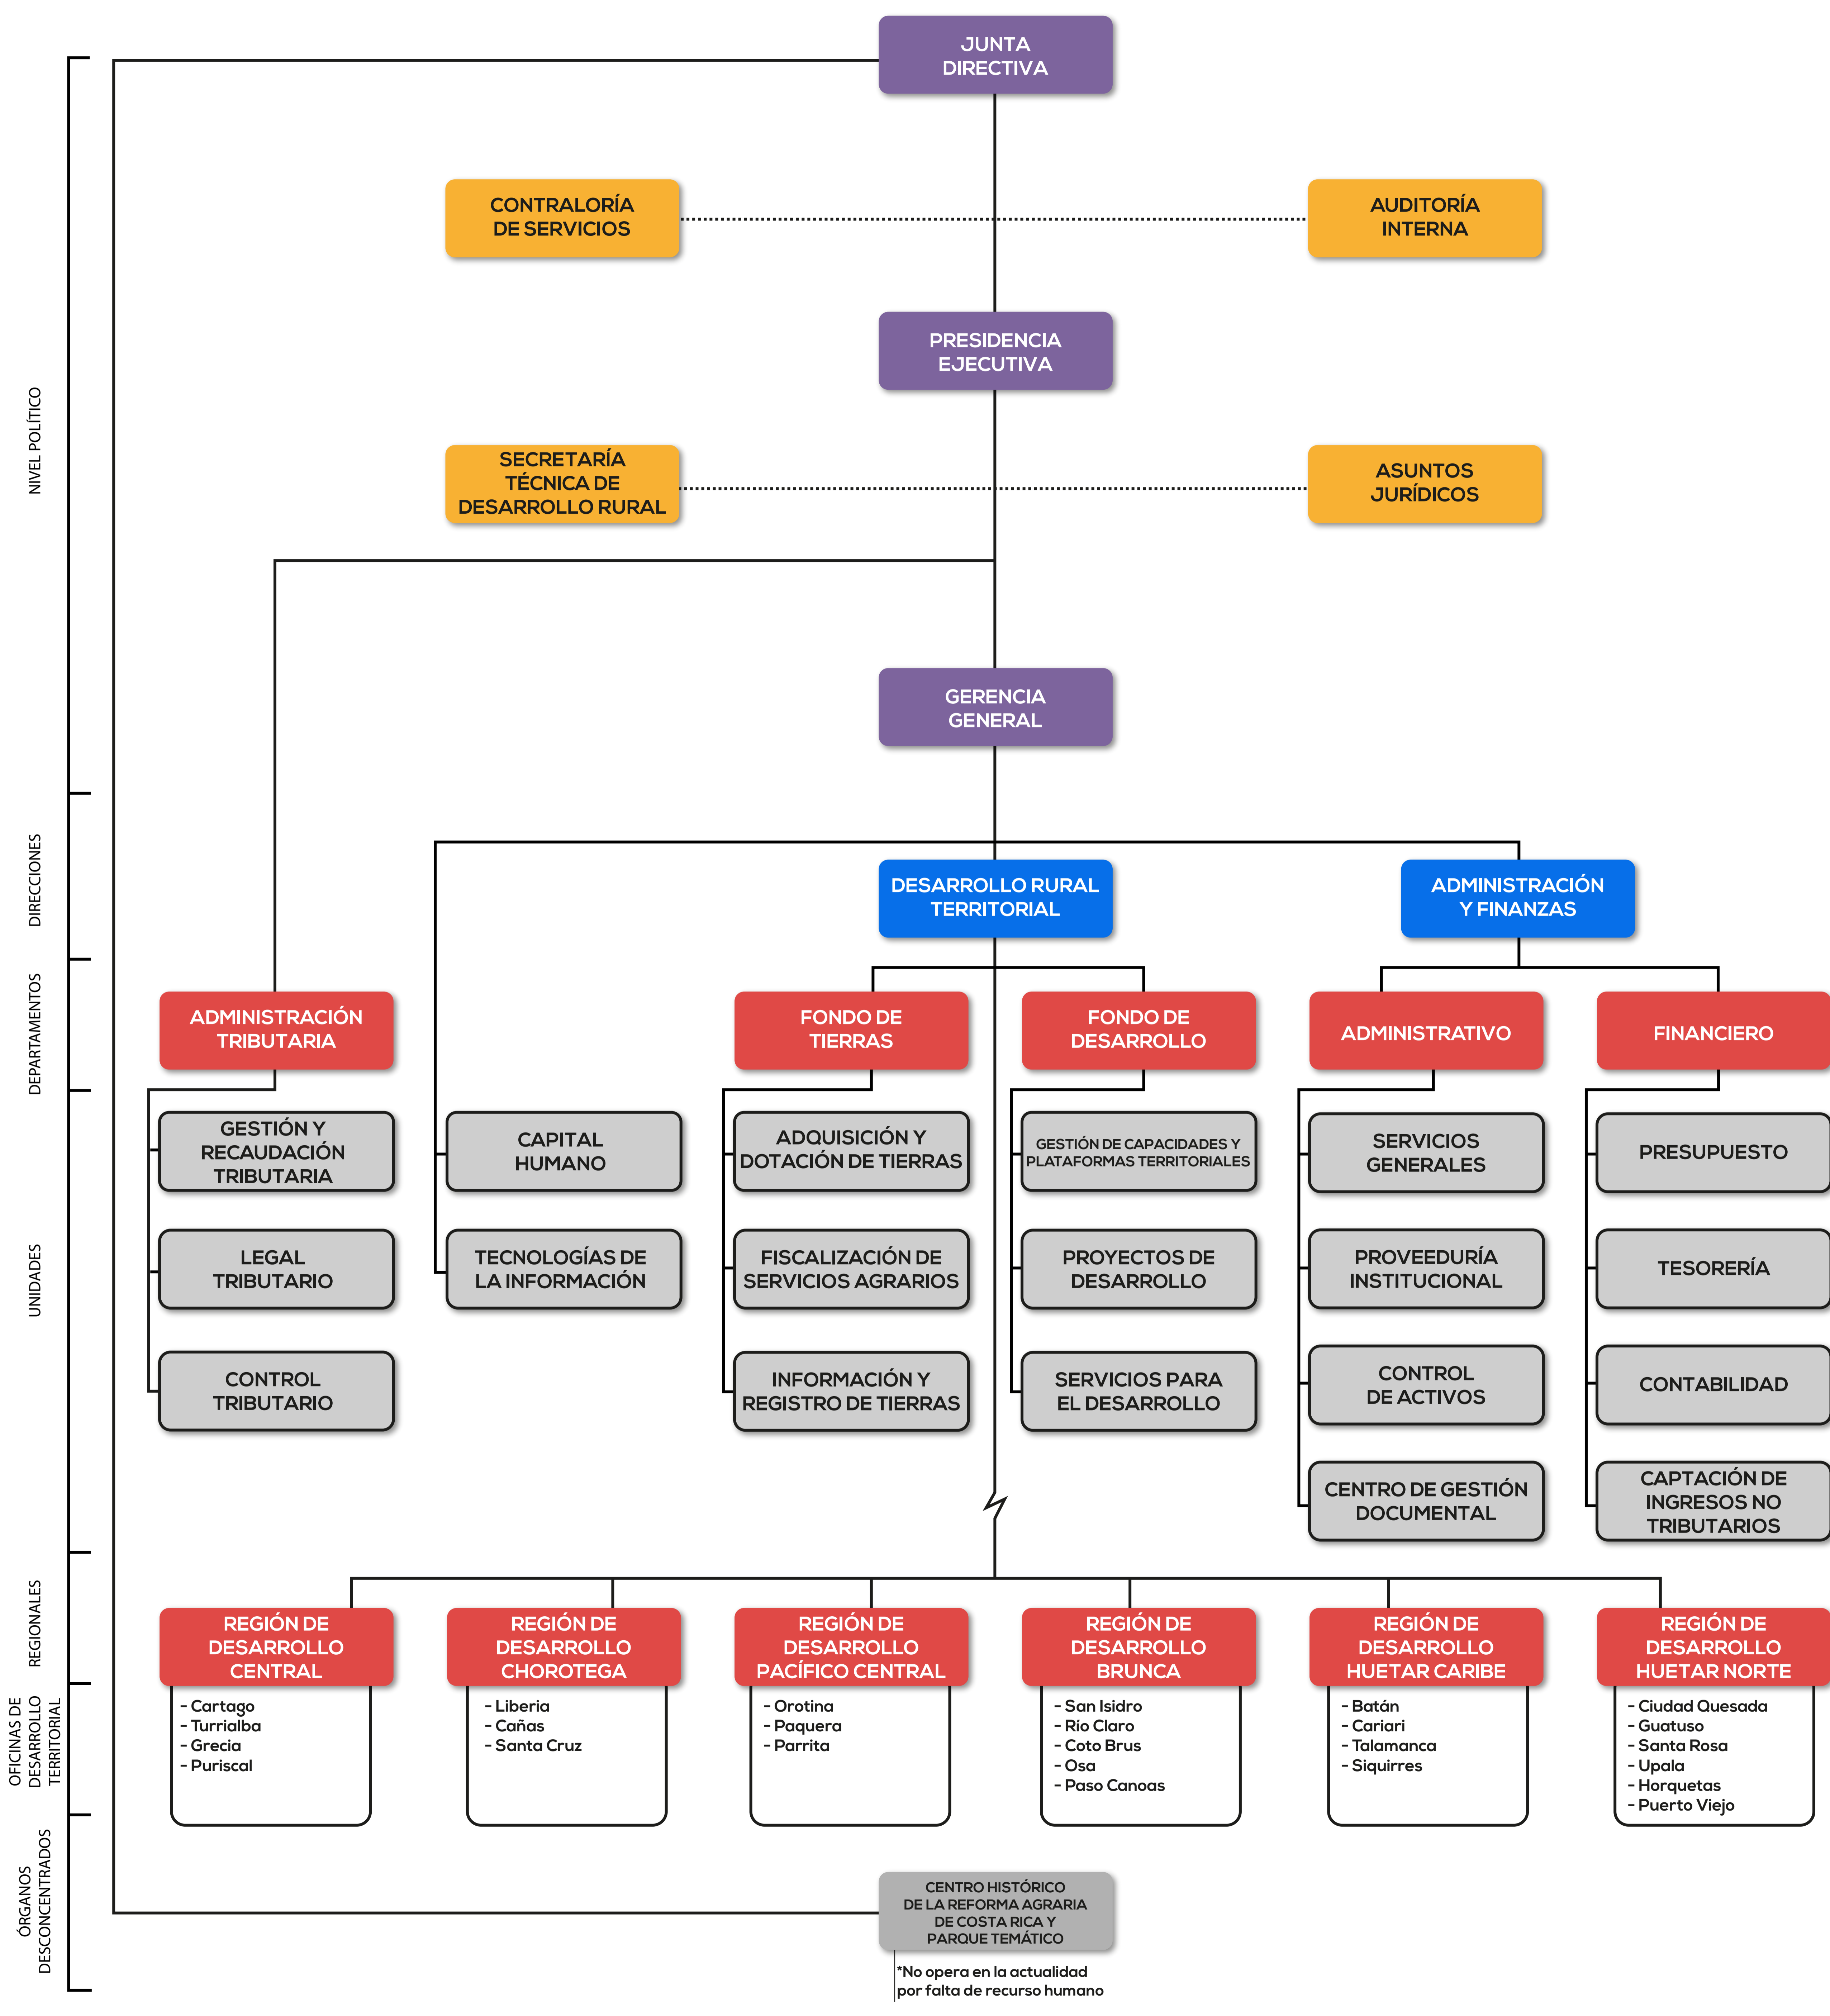 JUNTA
DIRECTIVA
CONTRALORÍA
DE SERVICIOS
AUDITORÍA
INTERNA
PRESIDENCIA
EJECUTIVA
NIVEL POLÍTICO
SECRETARÍA
TÉCNICA DE
DESARROLLO RURAL
ASUNTOS
JURÍDICOS
GERENCIA
GENERAL
DIRECCIONES
DESARROLLO RURAL
TERRITORIAL
ADMINISTRACIÓN
Y FINANZAS
DEPARTAMENTOS
ADMINISTRACIÓN
TRIBUTARIA
FONDO DE
TIERRAS
FONDO DE
DESARROLLO
ADMINISTRATIVO
FINANCIERO
UNIDADES
GESTIÓN Y
RECAUDACIÓN
TRIBUTARIA
CAPITAL
HUMANO
ADQUISICIÓN Y
DOTACIÓN DE TIERRAS
GESTIÓN DE CAPACIDADES Y
PLATAFORMAS TERRITORIALES
SERVICIOS
GENERALES
PRESUPUESTO
LEGAL
TRIBUTARIO
TECNOLOGÍAS DE
LA INFORMACIÓN
FISCALIZACIÓN DE
SERVICIOS AGRARIOS
PROYECTOS DE
DESARROLLO
PROVEEDURÍA
INSTITUCIONAL
TESORERÍA
CONTROL
TRIBUTARIO
INFORMACIÓN Y
REGISTRO DE TIERRAS
SERVICIOS PARA
EL DESARROLLO
CONTROL
DE ACTIVOS
CONTABILIDAD
CENTRO DE GESTIÓN
DOCUMENTAL
CAPTACIÓN DE
INGRESOS NO
TRIBUTARIOS
REGIONALES
REGIÓN DE
DESARROLLO
CENTRAL
REGIÓN DE
DESARROLLO
CHOROTEGA
REGIÓN DE
DESARROLLO
PACÍFICO CENTRAL
REGIÓN DE
DESARROLLO
BRUNCA
REGIÓN DE
DESARROLLO
HUETAR CARIBE
REGIÓN DE
DESARROLLO
HUETAR NORTE
OFICINAS DE
DESARROLLO
TERRITORIAL
- Cartago
- Turrialba
- Grecia
- Puriscal
- Liberia
- Cañas
- Santa Cruz
- Orotina
- Paquera
- Parrita
- San Isidro
- Río Claro
- Coto Brus
- Osa
- Paso Canoas
- Batán
- Cariari
- Talamanca
- Siquirres
- Ciudad Quesada
- Guatuso
- Santa Rosa
- Upala
- Horquetas
- Puerto Viejo
ÓRGANOS
DESCONCENTRADOS
CENTRO HISTÓRICO
DE LA REFORMA AGRARIA
DE COSTA RICA Y
PARQUE TEMÁTICO
*No opera en la actualidad
por falta de recurso humano